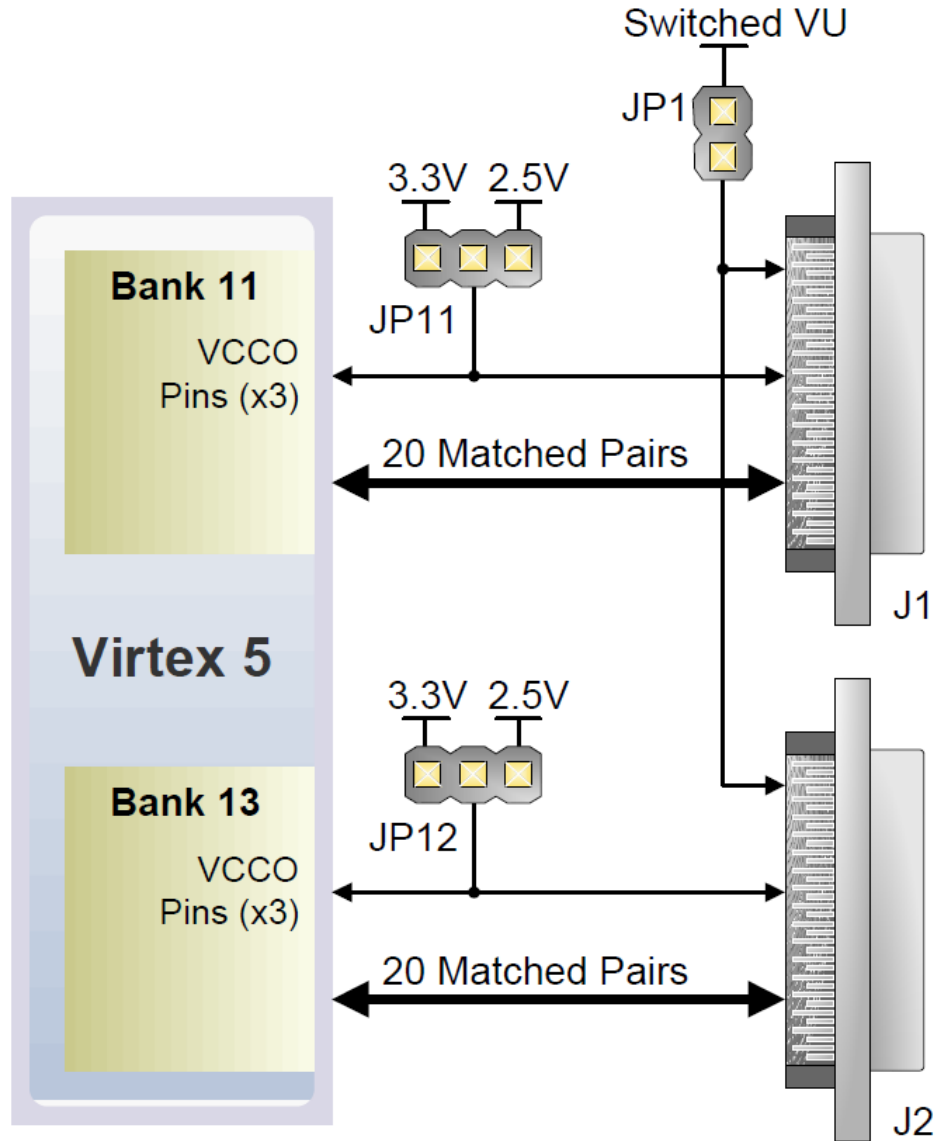 Switched VU
JP1
3.3V 2.5V
JP11
Bank 11
VCCO
Pins (x3)
20 Matched Pairs
J1
Virtex 5
3.3V 2.5V
JP12
Bank 13
VCCO
Pins (x3)
20 Matched Pairs
J2